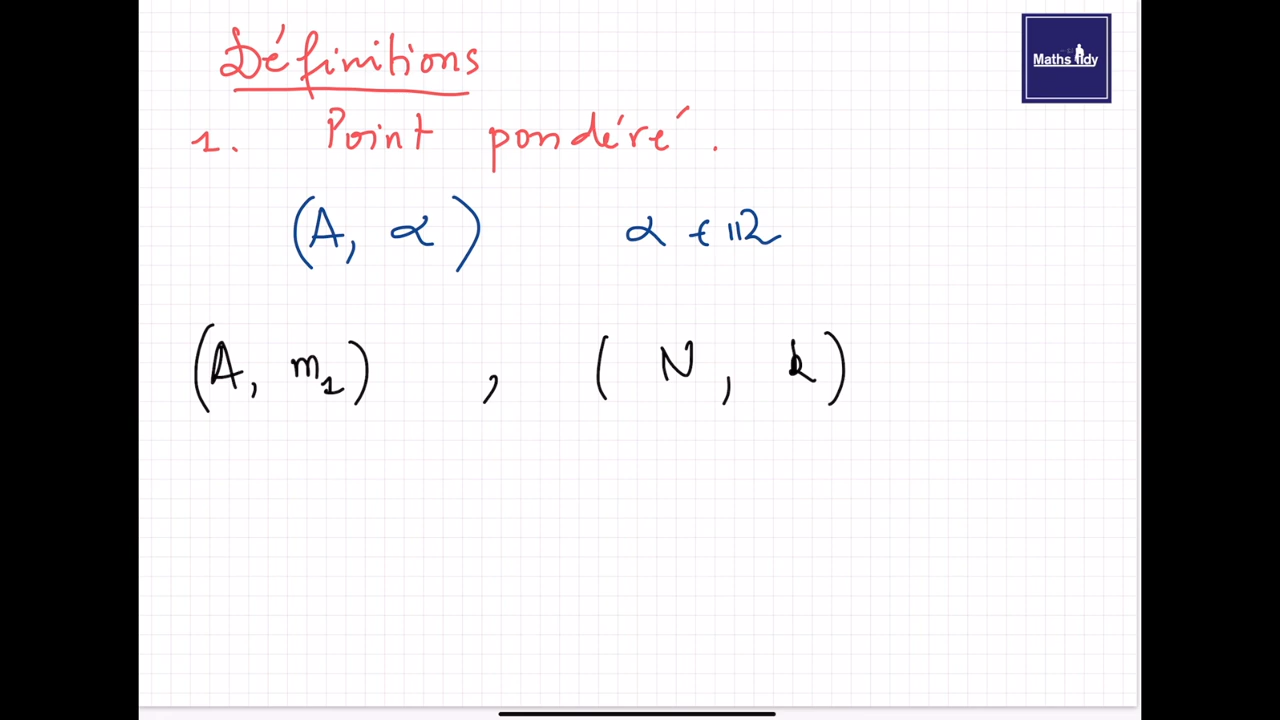 Définitions
Maths Tidy
1. Point pondéré.
(A, α) α ∈ ℝ
(A, m₁) , (N, k)